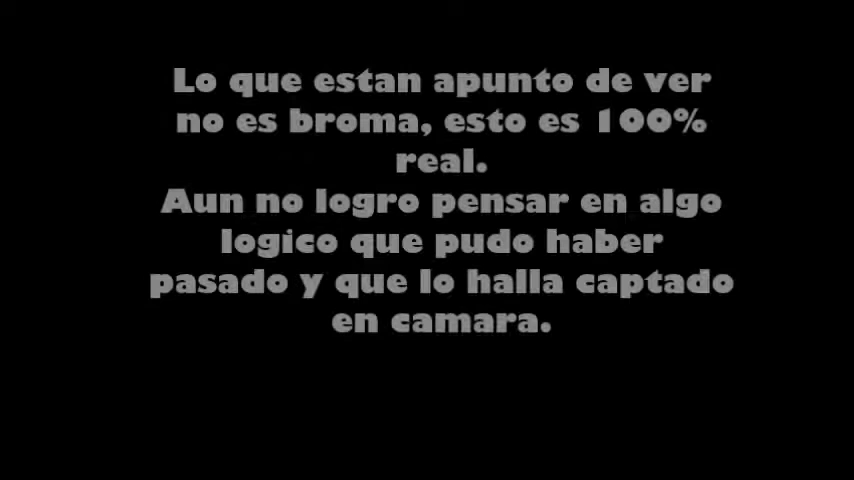 Lo que estan apunto de ver
no es broma, esto es 100%
real.
Aun no logro pensar en algo
logico que pudo haber
pasado y que lo halla captado
en camara.